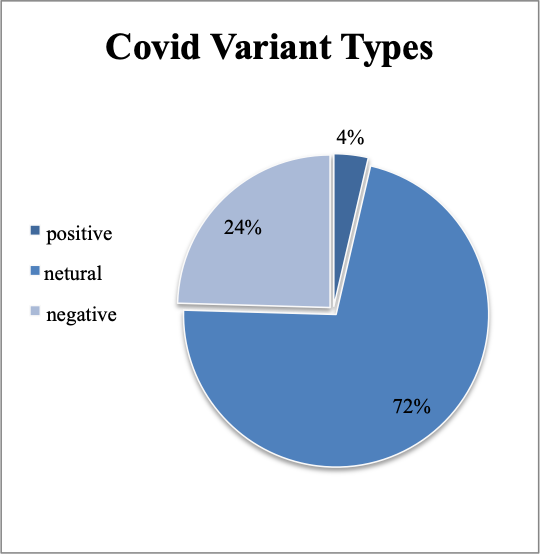 Covid Variant Types
4%
24%
positive
netural
negative
72%